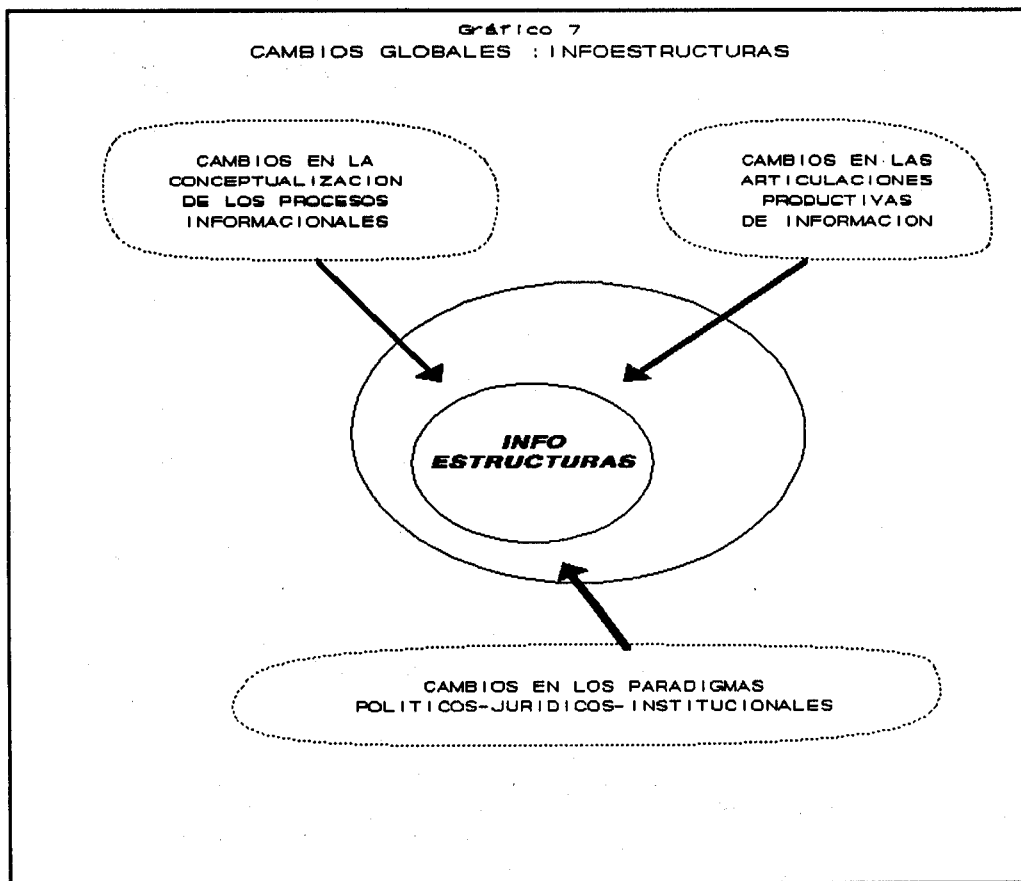 Gráfico 7
CAMBIOS GLOBALES : INFOESTRUCTURAS
CAMBIOS EN LA
CONCEPTUALIZACION
DE LOS PROCESOS
INFORMACIONALES
CAMBIOS EN LAS
ARTICULACIONES
PRODUCTIVAS
DE INFORMACION
INFO
ESTRUCTURAS
CAMBIOS EN LOS PARADIGMAS
POLITICOS-JURIDICOS-INSTITUCIONALES